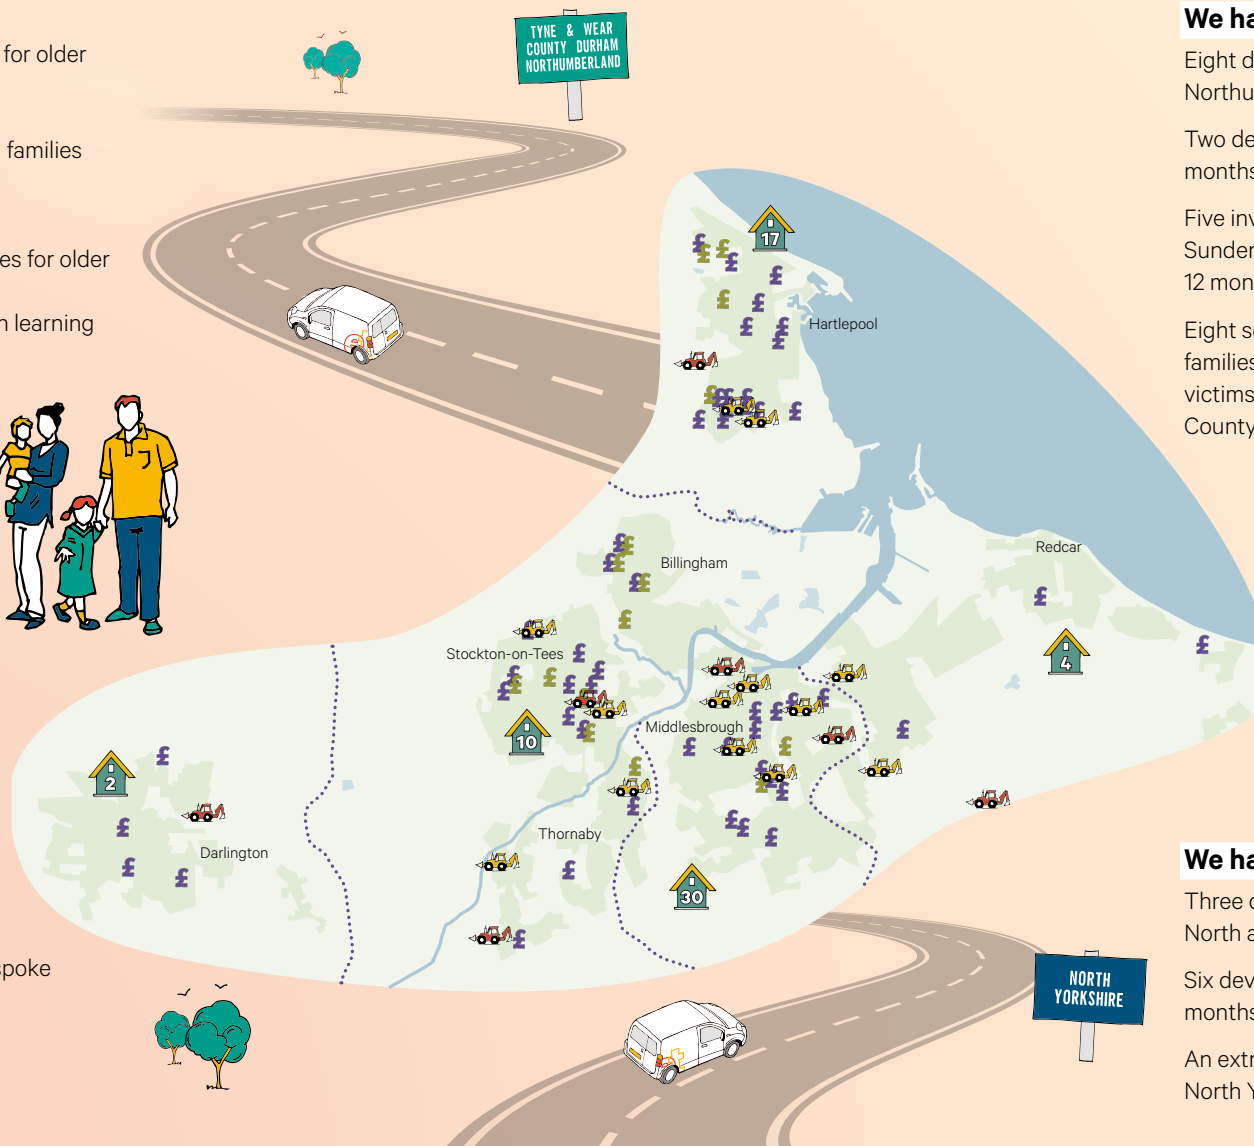 for older
families
es for older
n learning
spoke
TYNE & WEAR
COUNTY DURHAM
NORTHUMBERLAND
17
Hartlepool
Billingham
Redcar
Stockton-on-Tees
4
Middlesbrough
10
2
Thornaby
Darlington
30
NORTH
YORKSHIRE
We ha
Eight d
Northu
Two de
months
Five inv
Sunder
12 mon
Eight se
families
victims
County
We ha
Three d
North a
Six dev
months
An extr
North Y